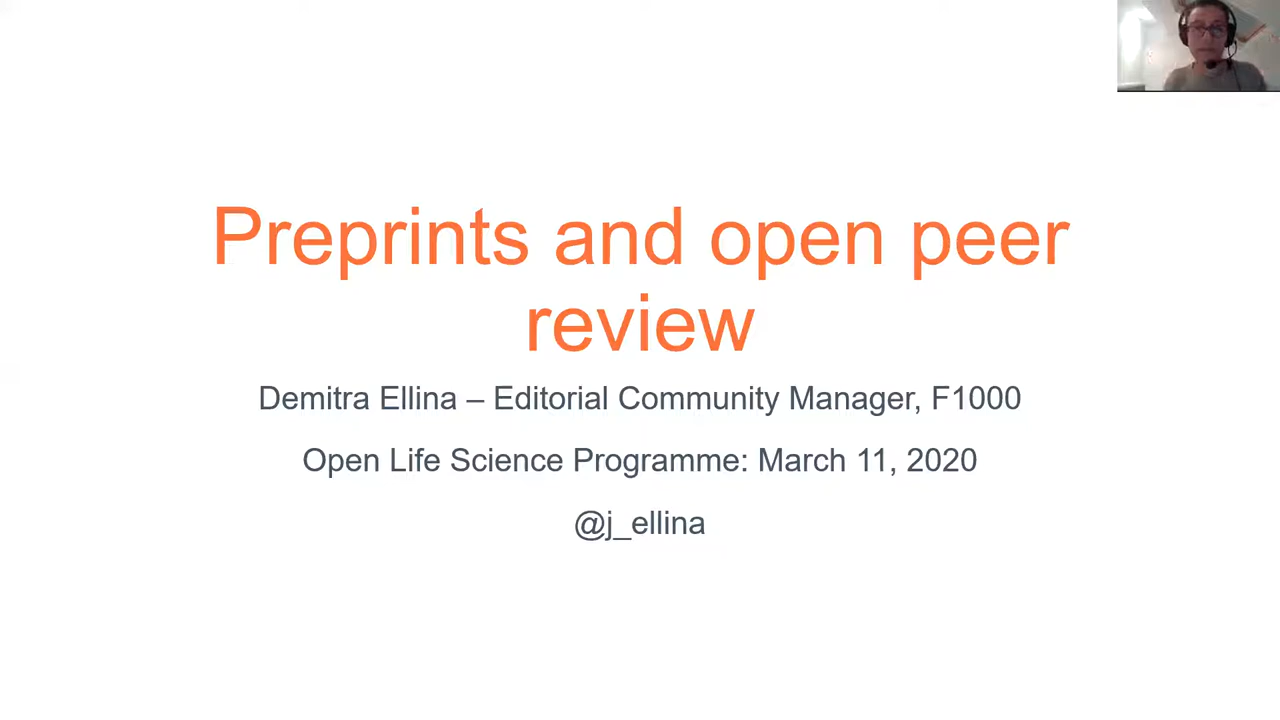 Preprints and open peer
review
Demitra Ellina – Editorial Community Manager, F1000
Open Life Science Programme: March 11, 2020
@j_ellina